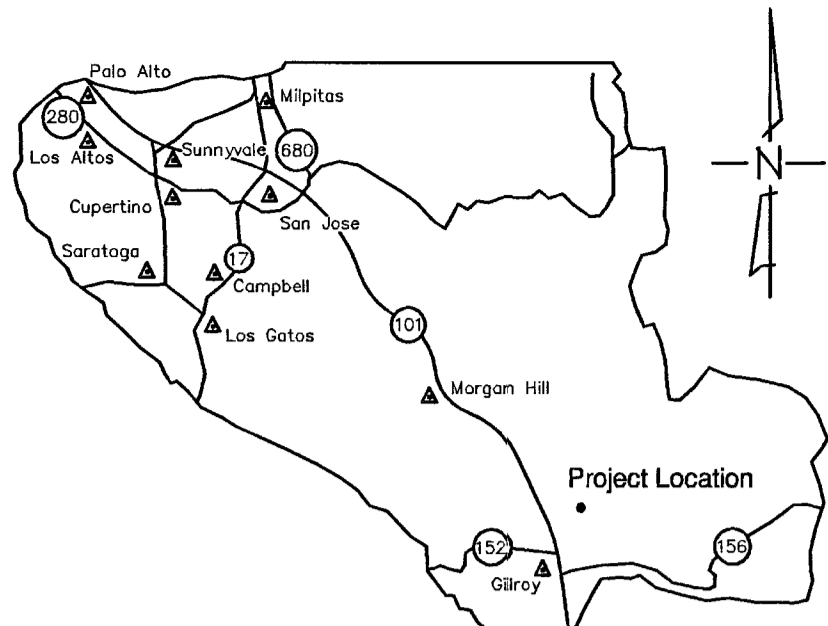 Palo Alto
Milpitas
280
N
Sunnyvale
680
Los Altos
Cupertino
San Jose
Saratoga
17
Campbell
101
Los Gatos
Morgam Hill
Project Location
152
156
Gilroy